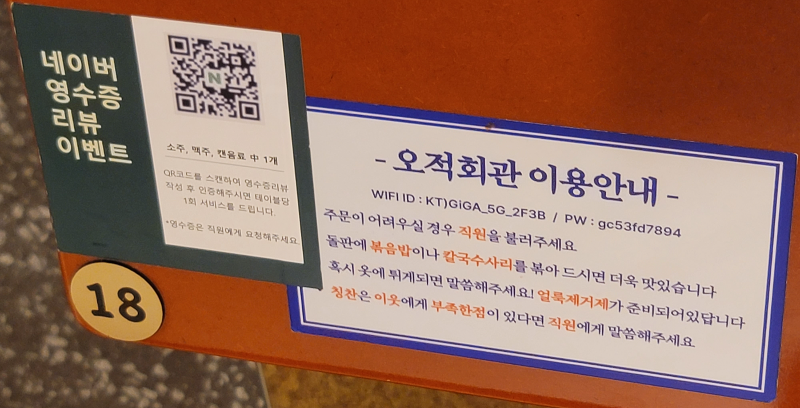 네이버
영수증
리뷰
이벤트
N
소주, 맥주, 캔음료 中 1개
QR코드를 스캔하여 영수증리뷰
작성 후 인증해주시면 테이블당
1회 서비스를 드립니다.
*영수증은 직원에게 요청해주세요
18
- 오적회관 이용안내 -
WIFI ID : KT)GiGA_5G_2F3B / PW : gc53fd7894
주문이 어려우실 경우 직원을 불러주세요
돌판에 볶음밥이나 칼국수사리를 볶아 드시면 더욱 맛있습니다
혹시 옷에 튀게되면 말씀해주세요! 얼룩제거제가 준비되어있답니다
칭찬은 이웃에게 부족한점이 있다면 직원에게 말씀해주세요